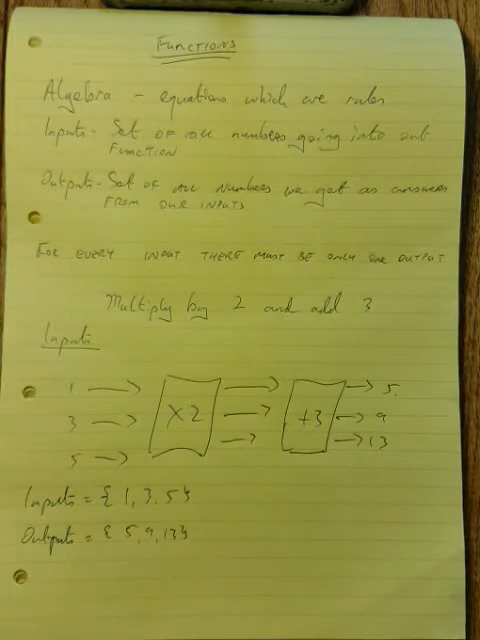 FUNCTIONS
Algebra - equations which are rules
Inputs - Set of all numbers going into our
FUNCTION
Outputs - Set of all numbers we get as answers
FROM OUR INPUTS
FOR EVERY INPUT THERE MUST BE ONLY ONE OUTPUT
Multiply by 2 and add 3
Inputs
1 → → → 5.
3 → ×2 → +3 → 9
5 → → → 13
Inputs = { 1, 3, 5 }
Outputs = { 5, 9, 13 }